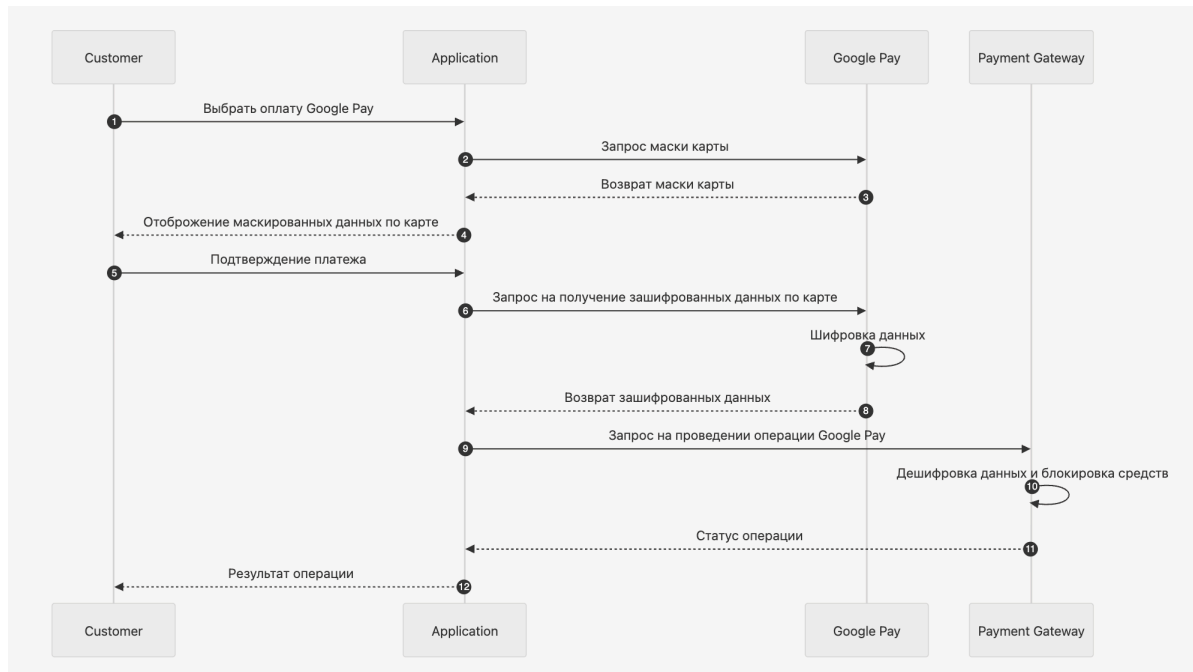 Customer
Application
Google Pay
Payment Gateway
Выбрать оплату Google Pay
1
Запрос маски карты
2
Возврат маски карты
3
Отоброжение маскированных данных по карте
4
Подтверждение платежа
5
Запрос на получение зашифрованных данных по карте
6
Шифровка данных
7
Возврат зашифрованных данных
8
Запрос на проведении операции Google Pay
9
Дешифровка данных и блокировка средств
10
Статус операции
11
Результат операции
12
Customer
Application
Google Pay
Payment Gateway